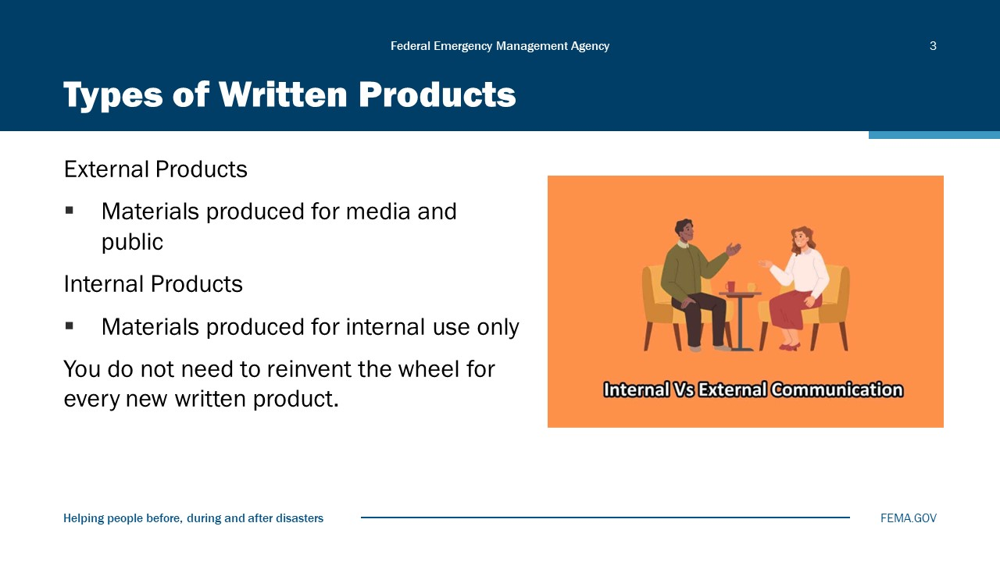 Federal Emergency Management Agency
3
Types of Written Products
External Products
▪ Materials produced for media and
public
Internal Products
▪ Materials produced for internal use only
You do not need to reinvent the wheel for
every new written product.
Internal Vs External Communication
Helping people before, during and after disasters
FEMA.GOV